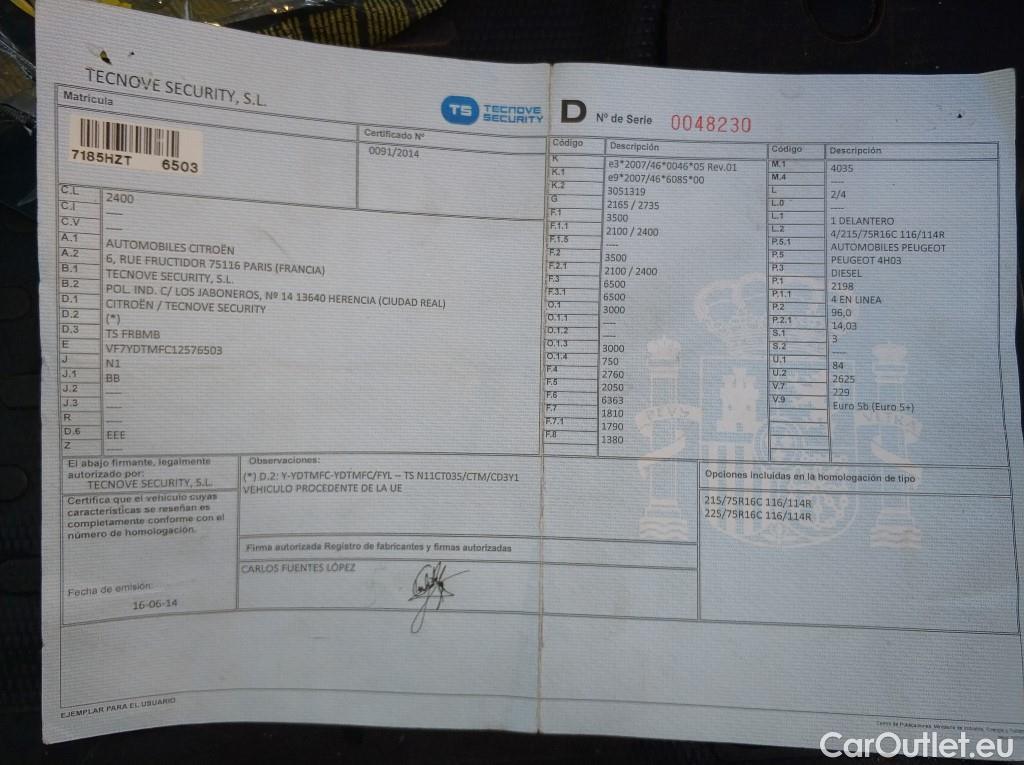 TECNOVE SECURITY, S.L.
TS TECNOVE SECURITY
D Nº de Serie 0048230
Matricula
7185HZT 6503
Certificado Nº
0091/2014
C.L 2400
C.I ----
C.V ----
A.1 AUTOMOBILES CITROËN
A.2 6, RUE FRUCTIDOR 75116 PARIS (FRANCIA)
B.1 TECNOVE SECURITY, S.L.
B.2 POL. IND. C/ LOS JABONEROS, Nº 14 13640 HERENCIA (CIUDAD REAL)
D.1 CITROËN / TECNOVE SECURITY
D.2 (*)
D.3 TS FRBMB
E VF7YDTMFC12576503
J N1
J.1 BB
J.2 ----
J.3 ----
R ----
D.6 EEE
Z ----
Código Descripción
K e3*2007/46*0046*05 Rev.01
K.1 e9*2007/46*6085*00
K.2 3051319
G 2165 / 2735
F.1 3500
F.1.1 2100 / 2400
F.1.5 ----
F.2 3500
F.2.1 2100 / 2400
F.3 6500
F.3.1 6500
O.1 3000
O.1.1 ----
O.1.2 ----
O.1.3 3000
O.1.4 750
F.4 2760
F.5 2050
F.6 6363
F.7 1810
F.7.1 1790
F.8 1380
Código Descripción
M.1 4035
M.4 ----
L 2/4
L.0 ----
L.1 1 DELANTERO
L.2 4/215/75R16C 116/114R
P.5.1 AUTOMOBILES PEUGEOT
P.5 PEUGEOT 4H03
P.3 DIESEL
P.1 2198
P.1.1 4 EN LINEA
P.2 96,0
P.2.1 14,03
S.1 3
S.2 ----
U.1 84
U.2 2625
V.7 229
V.9 Euro 5b (Euro 5+)
El abajo firmante, legalmente
autorizado por:
TECNOVE SECURITY, S.L.
Certifica que el vehículo cuyas
características se reseñan es
completamente conforme con el
número de homologación.
Fecha de emisión:
16-06-14
Observaciones:
(*) D.2: Y-YDTMFC-YDTMFC/FYL – TS N11CT035/CTM/CD3Y1
VEHICULO PROCEDENTE DE LA UE
Firma autorizada Registro de fabricantes y firmas autorizadas
CARLOS FUENTES LÓPEZ
Opciones incluidas en la homologación de tipo
215/75R16C 116/114R
225/75R16C 116/114R
EJEMPLAR PARA EL USUARIO
CarOutlet.eu